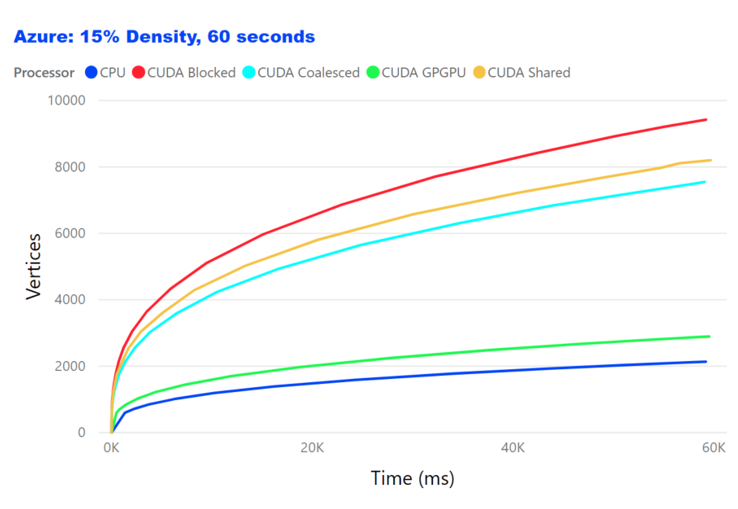 Azure: 15% Density, 60 seconds
Processor CPU CUDA Blocked CUDA Coalesced CUDA GPGPU CUDA Shared
10000
8000
6000
4000
2000
0
Vertices
0K 20K 40K 60K
Time (ms)